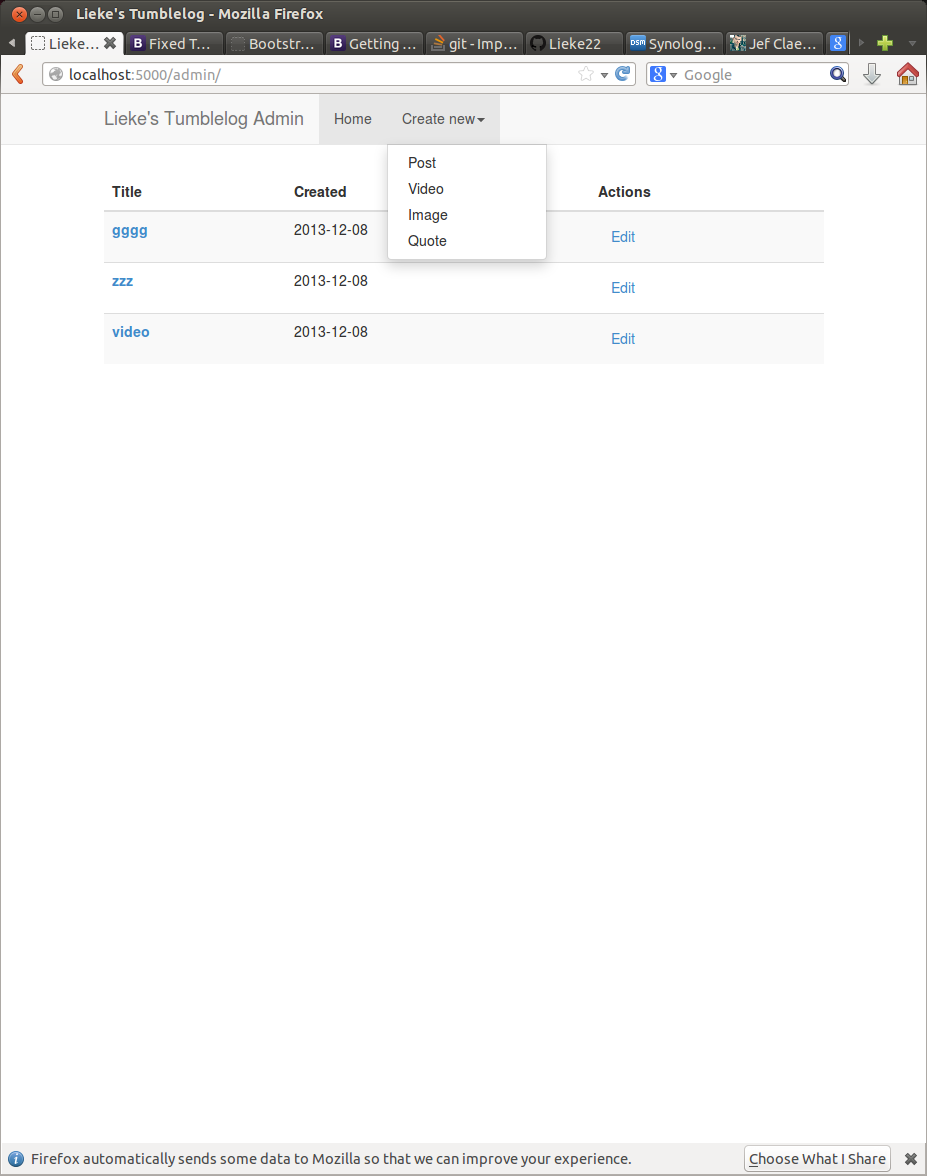 Lieke's Tumblelog - Mozilla Firefox
Lieke... Fixed T... Bootstr... Getting ... git - Imp... Lieke22 DSM Synolog... Jef Clae...
localhost:5000/admin/ Google
Lieke's Tumblelog Admin Home Create new
Post
Video
Image
Quote
Title Created Actions
gggg 2013-12-08 Edit
zzz 2013-12-08 Edit
video 2013-12-08 Edit
Firefox automatically sends some data to Mozilla so that we can improve your experience. Choose What I Share